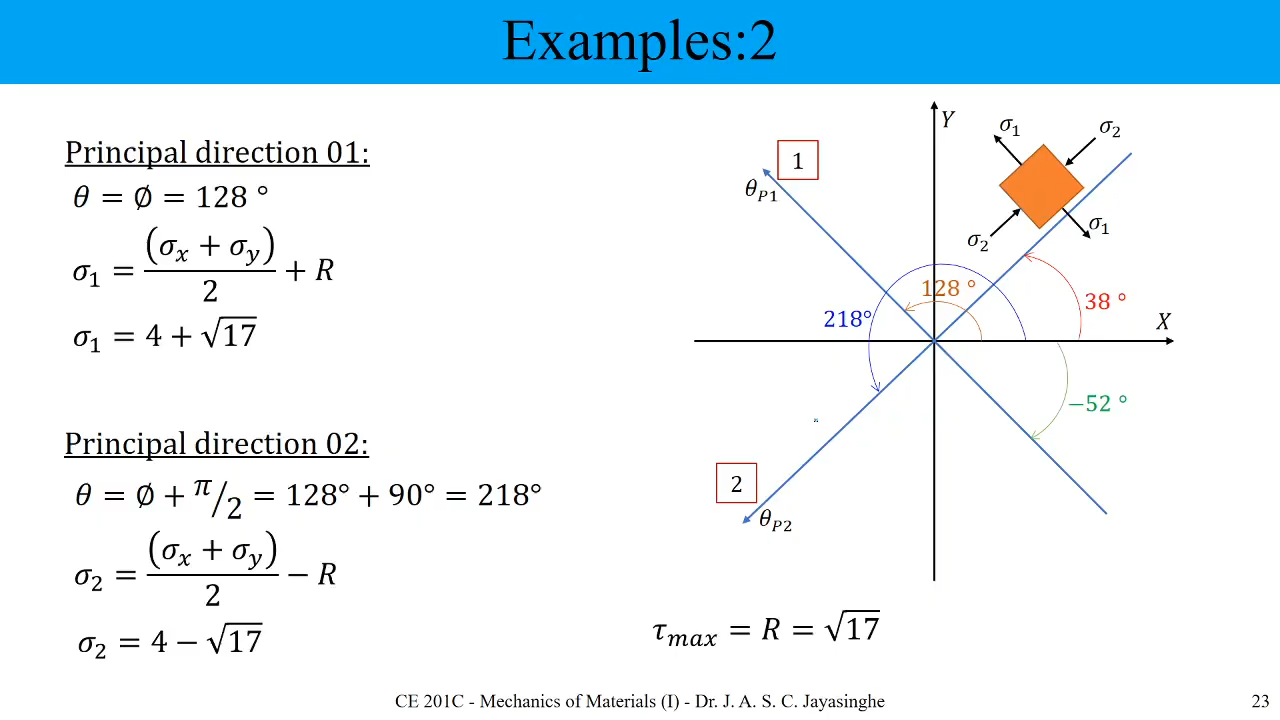 Examples:2
Principal direction 01:
θ = ∅ = 128 °
σ₁ = (σₓ + σ_y)/2 + R
σ₁ = 4 + √17
Principal direction 02:
θ = ∅ + π/2 = 128° + 90° = 218°
σ₂ = (σₓ + σ_y)/2 − R
σ₂ = 4 − √17
Y
σ₁
σ₂
1
θ_P1
σ₂
σ₁
128 °
38 °
218°
X
−52 °
2
θ_P2
τ_max = R = √17
CE 201C - Mechanics of Materials (I) - Dr. J. A. S. C. Jayasinghe
23